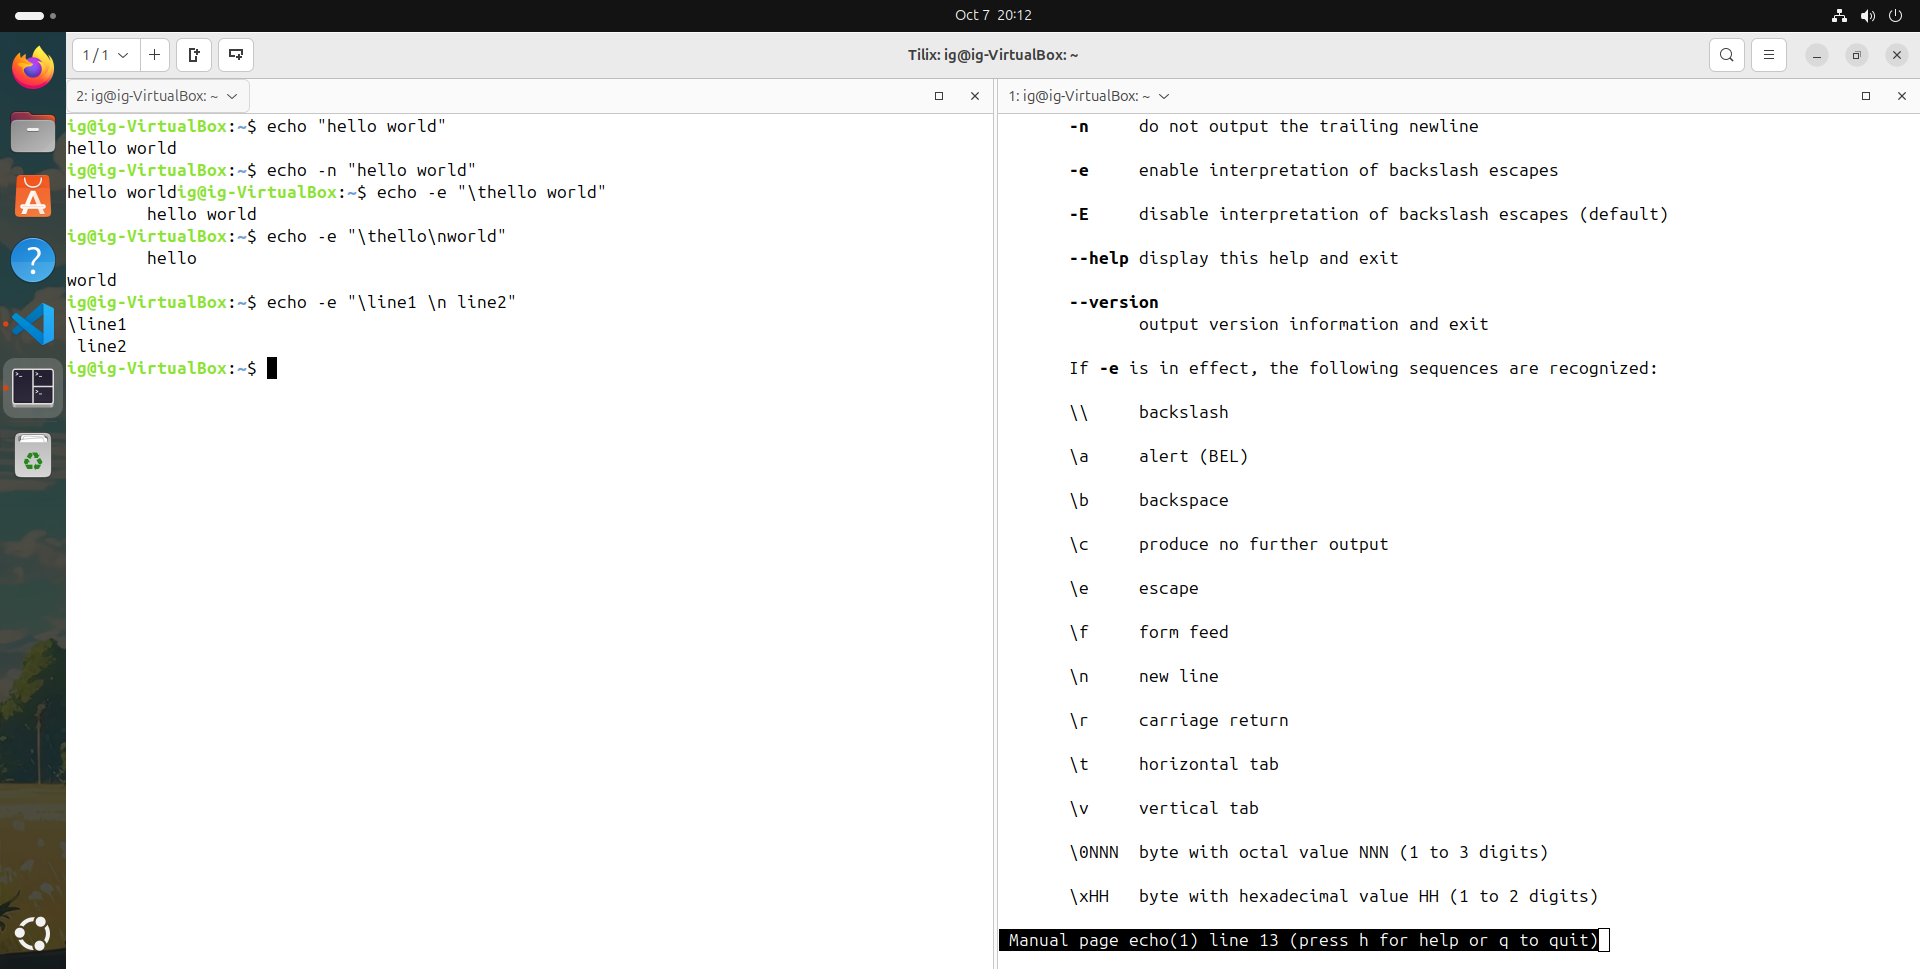 Oct 7 20:12
1 / 1
Tilix: ig@ig-VirtualBox: ~
2: ig@ig-VirtualBox: ~
ig@ig-VirtualBox:~$ echo "hello world"
hello world
ig@ig-VirtualBox:~$ echo -n "hello world"
hello worldig@ig-VirtualBox:~$ echo -e "\thello world"
        hello world
ig@ig-VirtualBox:~$ echo -e "\thello\nworld"
        hello
world
ig@ig-VirtualBox:~$ echo -e "\line1 \n line2"
\line1
 line2
ig@ig-VirtualBox:~$
1: ig@ig-VirtualBox: ~
-n     do not output the trailing newline
-e     enable interpretation of backslash escapes
-E     disable interpretation of backslash escapes (default)
--help display this help and exit
--version
       output version information and exit
If -e is in effect, the following sequences are recognized:
\\     backslash
\a     alert (BEL)
\b     backspace
\c     produce no further output
\e     escape
\f     form feed
\n     new line
\r     carriage return
\t     horizontal tab
\v     vertical tab
\0NNN  byte with octal value NNN (1 to 3 digits)
\xHH   byte with hexadecimal value HH (1 to 2 digits)
Manual page echo(1) line 13 (press h for help or q to quit)